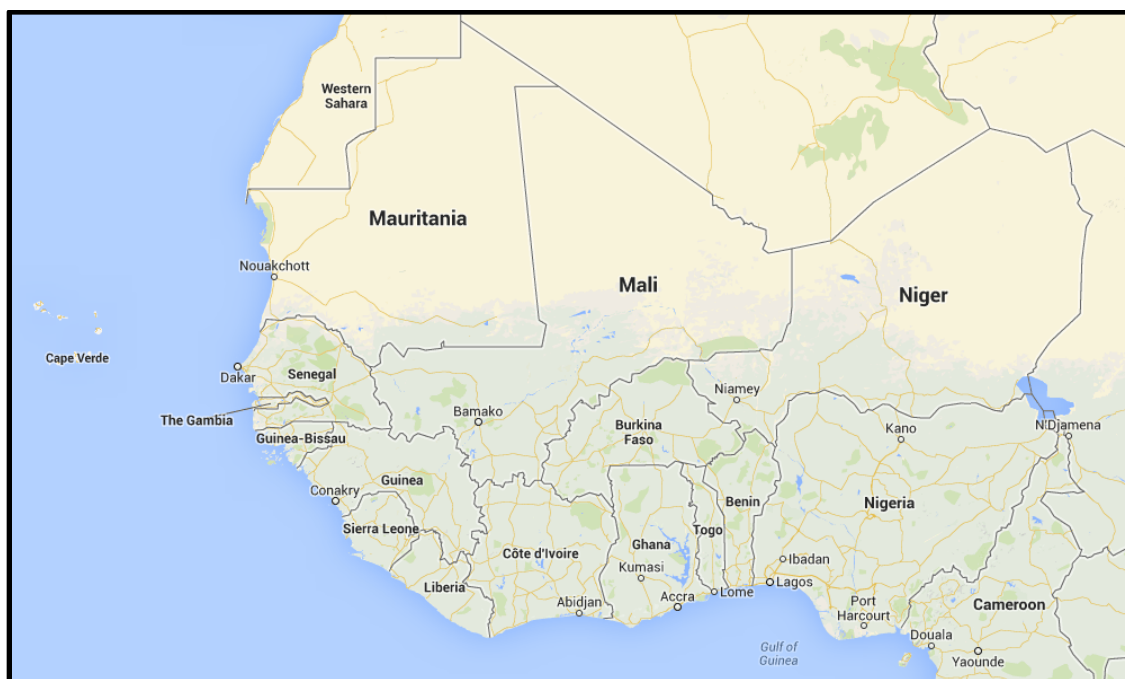 Western
Sahara
Mauritania
Nouakchott
Mali
Niger
Cape Verde
Dakar
Senegal
The Gambia
Bamako
Niamey
Burkina
Faso
Kano
N'Djamena
Guinea-Bissau
Guinea
Conakry
Sierra Leone
Benin
Nigeria
Togo
Ghana
Côte d'Ivoire
Kumasi
Ibadan
Liberia
Abidjan
Accra
Lome
Lagos
Port
Harcourt
Cameroon
Douala
Yaounde
Gulf of
Guinea